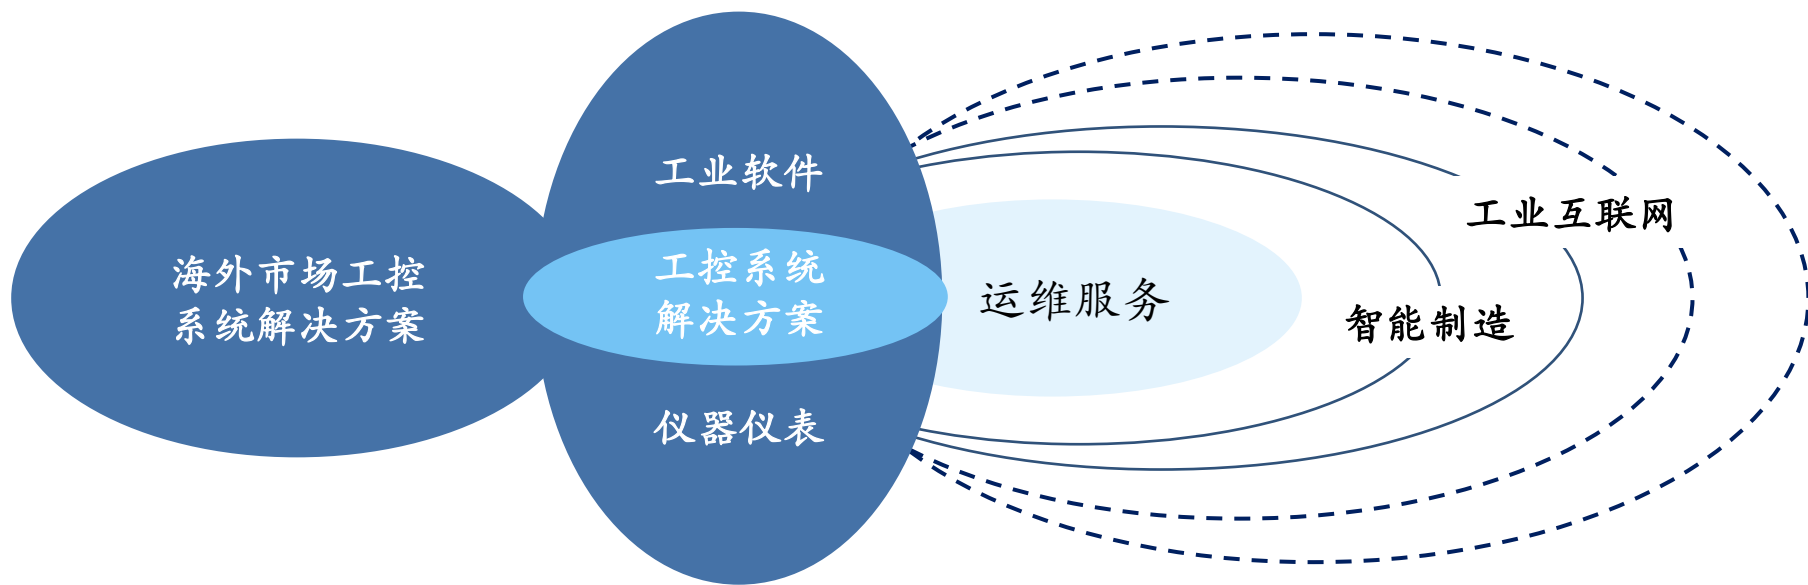 海外市场工控
系统解决方案
工业软件
工控系统
解决方案
仪器仪表
运维服务
智能制造
工业互联网